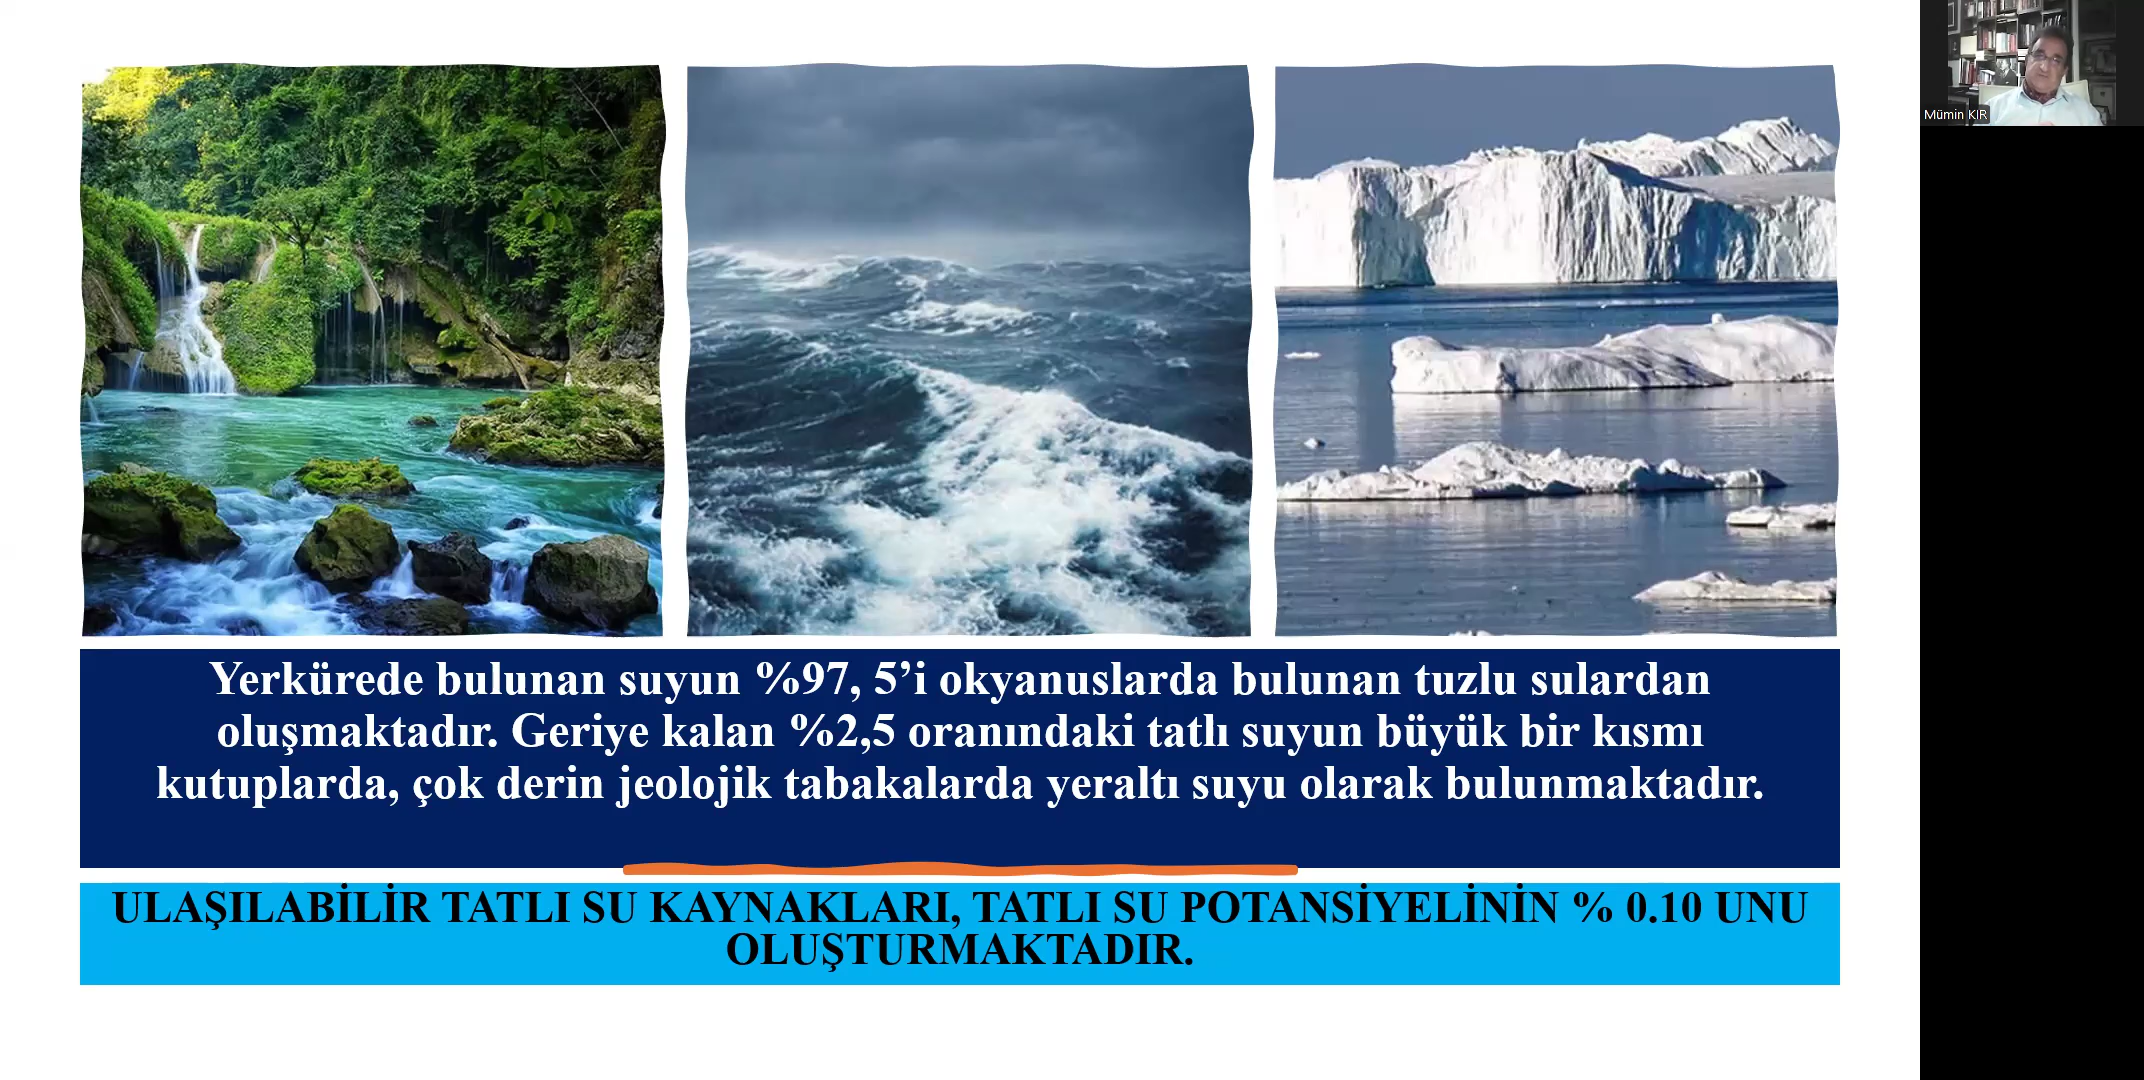 Mümin KIR
Yerkürede bulunan suyun %97, 5’i okyanuslarda bulunan tuzlu sulardan
oluşmaktadır. Geriye kalan %2,5 oranındaki tatlı suyun büyük bir kısmı
kutuplarda, çok derin jeolojik tabakalarda yeraltı suyu olarak bulunmaktadır.
ULAŞILABİLİR TATLI SU KAYNAKLARI, TATLI SU POTANSİYELİNİN % 0.10 UNU
OLUŞTURMAKTADIR.